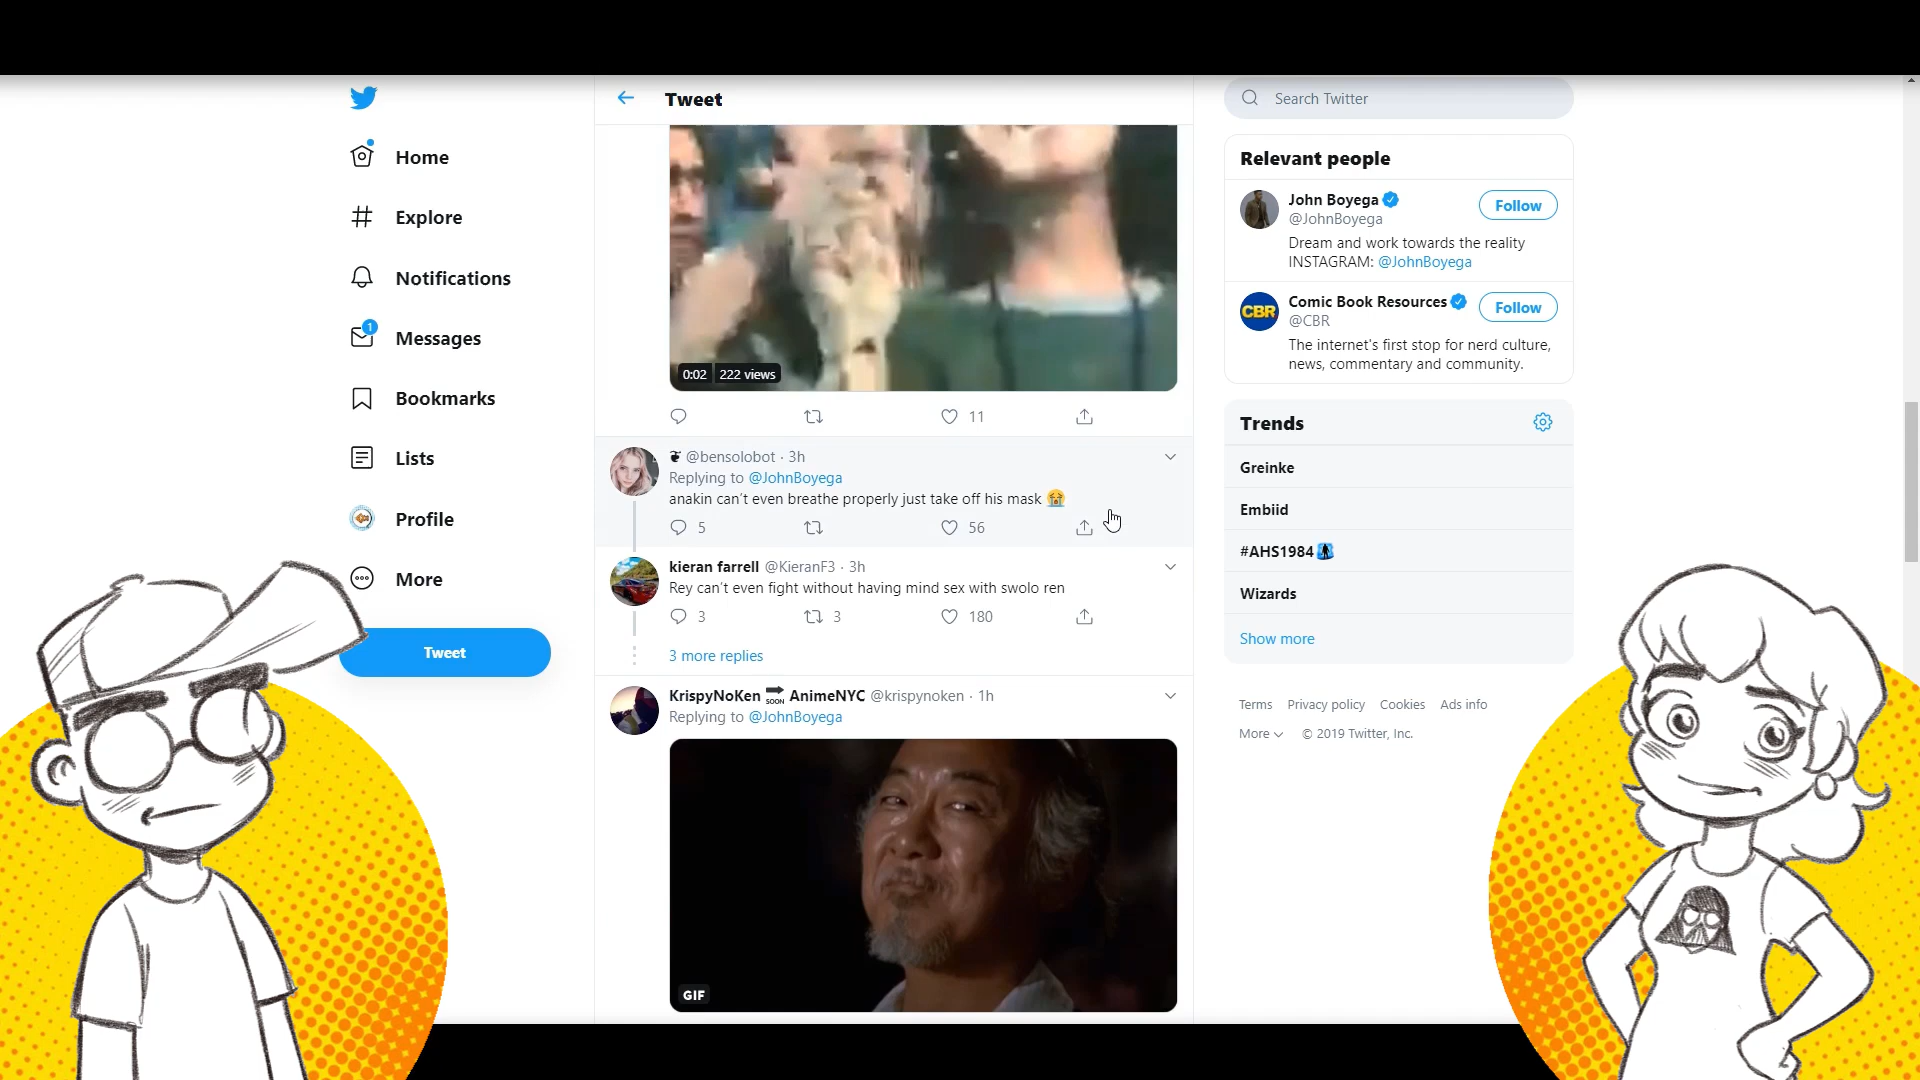 Home
Explore
Notifications
1
Messages
Bookmarks
Lists
Profile
More
Tweet
Tweet
0:02 222 views
11
@bensolobot · 3h
Replying to @JohnBoyega
anakin can't even breathe properly just take off his mask 😭
5 56
kieran farrell @KieranF3 · 3h
Rey can't even fight without having mind sex with swolo ren
3 3 180
3 more replies
KrispyNoKen 🔜 AnimeNYC @krispynoken · 1h
Replying to @JohnBoyega
GIF
Search Twitter
Relevant people
John Boyega Follow
@JohnBoyega
Dream and work towards the reality
INSTAGRAM: @JohnBoyega
CBR
Comic Book Resources Follow
@CBR
The internet's first stop for nerd culture,
news, commentary and community.
Trends
Greinke
Embiid
#AHS1984
Wizards
Show more
Terms Privacy policy Cookies Ads info
More © 2019 Twitter, Inc.